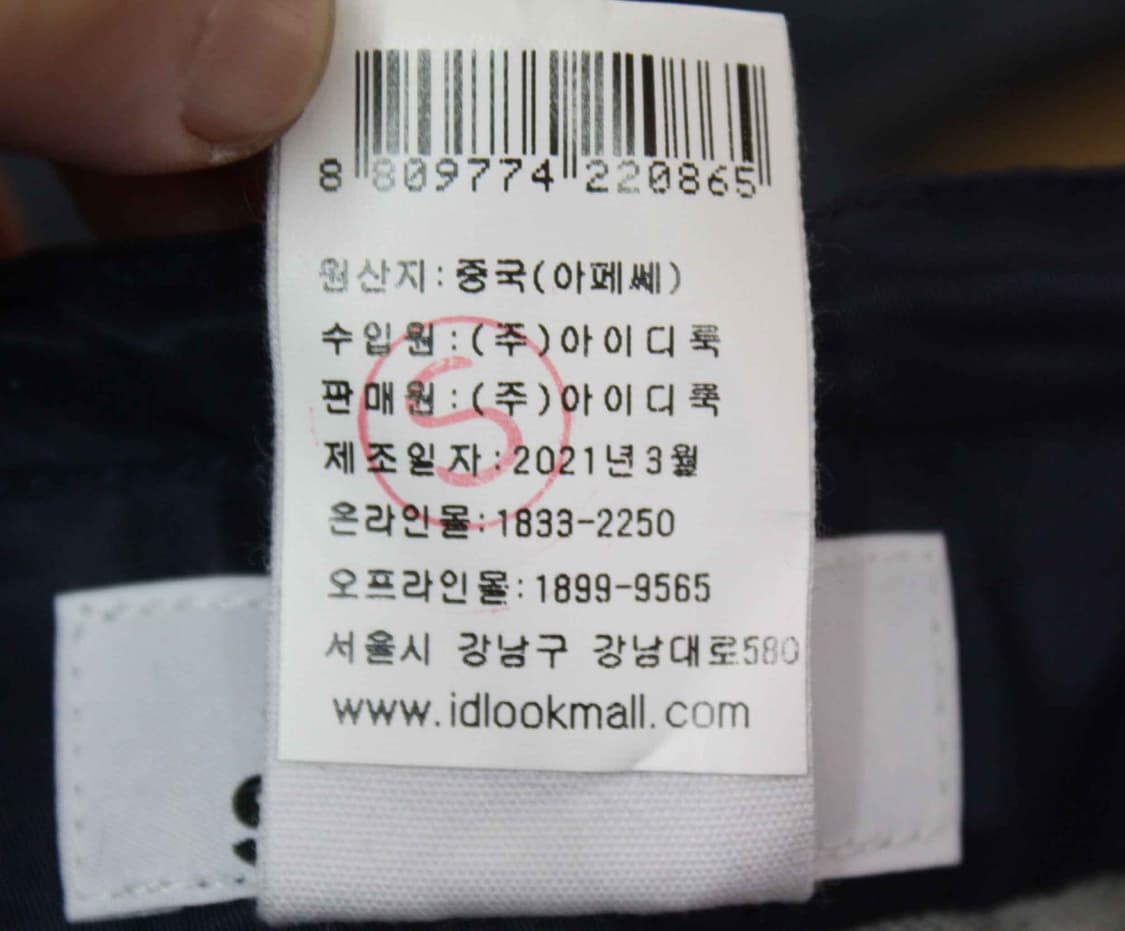 8 809774 220865
원산지:중국(아페쎄)
수입원:(주)아이디룩
판매원:(주)아이디룩
제조일자:2021년3월
온라인몰:1833-2250
오프라인몰:1899-9565
서울시 강남구 강남대로580
www.idlookmall.com
S